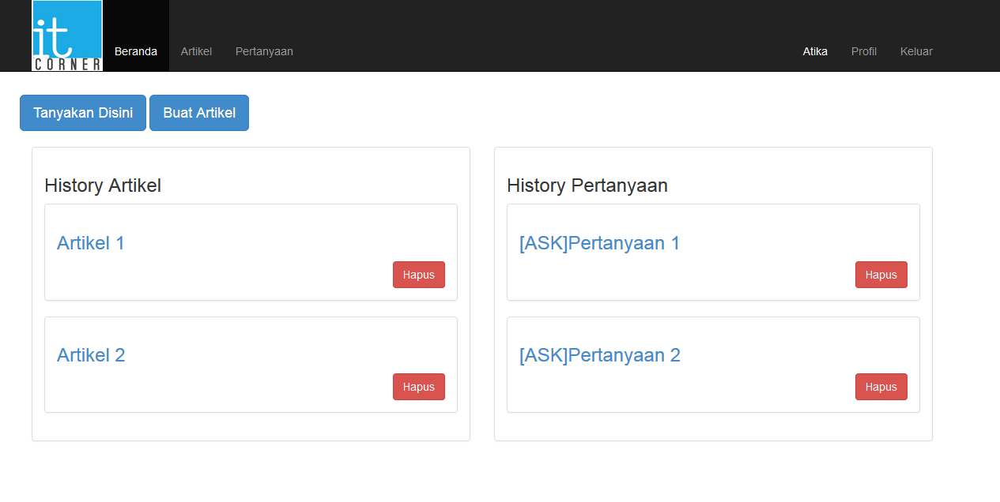 it
CORNER
Beranda Artikel Pertanyaan Atika Profil Keluar
Tanyakan Disini Buat Artikel
History Artikel
Artikel 1
Hapus
Artikel 2
Hapus
History Pertanyaan
[ASK]Pertanyaan 1
Hapus
[ASK]Pertanyaan 2
Hapus